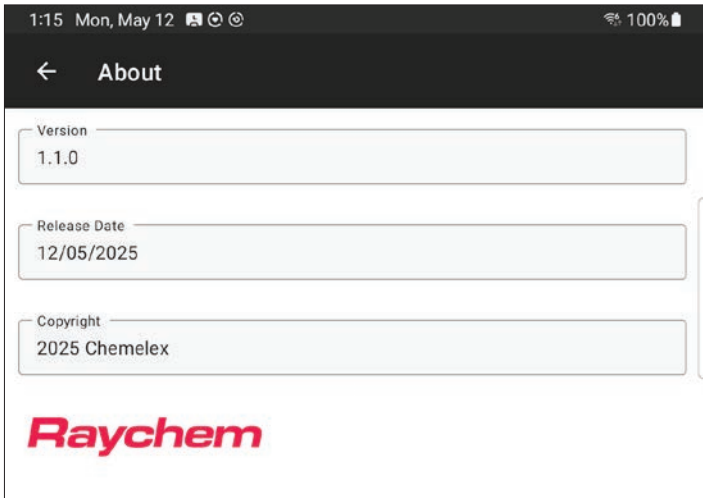 1:15 Mon, May 12 100%
About
Version
1.1.0
Release Date
12/05/2025
Copyright
2025 Chemelex
Raychem